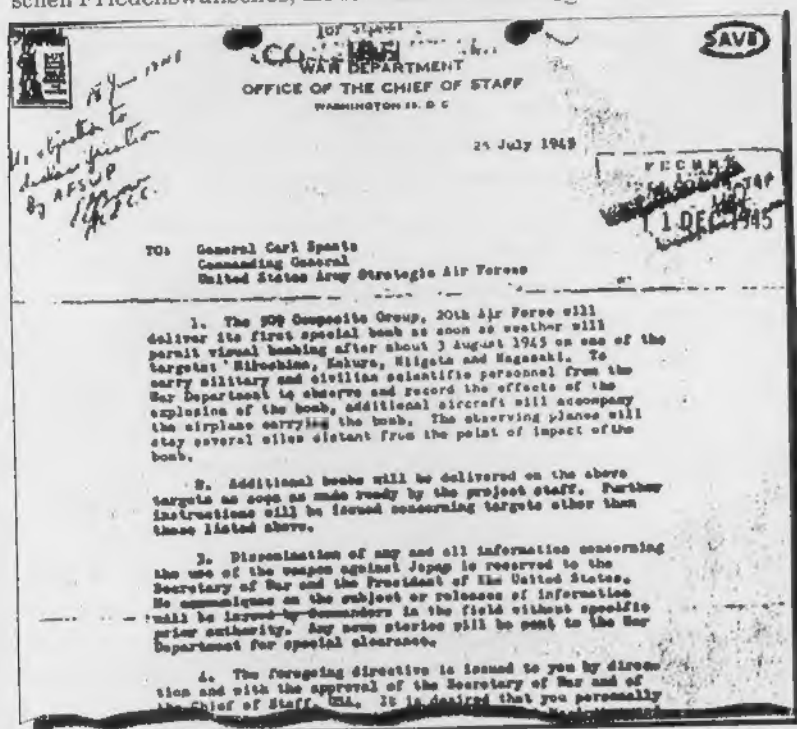 schen
SAVE
WAR DEPARTMENT
OFFICE OF THE CHIEF OF STAFF
WASHINGTON 25, D C
25 July 1945
objection to
declassification
By AFSWP
1 DEC 1945
TO: General Carl Spaatz
Commanding General
United States Army Strategic Air Forces
1. The 509 Composite Group, 20th Air Force will
deliver its first special bomb as soon as weather will
permit visual bombing after about 3 August 1945 on one of the
targets: Hiroshima, Kokura, Niigata and Nagasaki. To
carry military and civilian scientific personnel from the
War Department to observe and record the effects of the
explosion of the bomb, additional aircraft will accompany
the airplane carrying the bomb. The observing planes will
stay several miles distant from the point of impact of the
bomb.
2. Additional bombs will be delivered on the above
targets as soon as made ready by the project staff. Further
instructions will be issued concerning targets other than
those listed above.
3. Dissemination of any and all information concerning
the use of the weapon against Japan is reserved to the
Secretary of War and the President of the United States.
No communiques on the subject or releases of information
will be issued by Commanders in the field without specific
prior authority. Any news stories will be sent to the War
Department for special clearance.
4. The foregoing directive is issued to you by direc-
tion and with the approval of the Secretary of War and of
the Chief of Staff, USA. It is desired that you personally